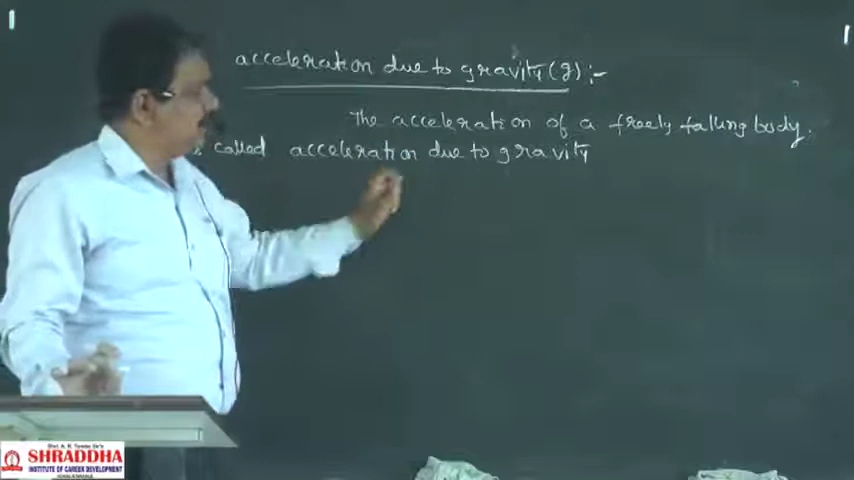 acceleration due to gravity (g) :-
The acceleration of a freely falling body.
called acceleration due to gravity
SHRADDHA
INSTITUTE OF CAREER DEVELOPMENT